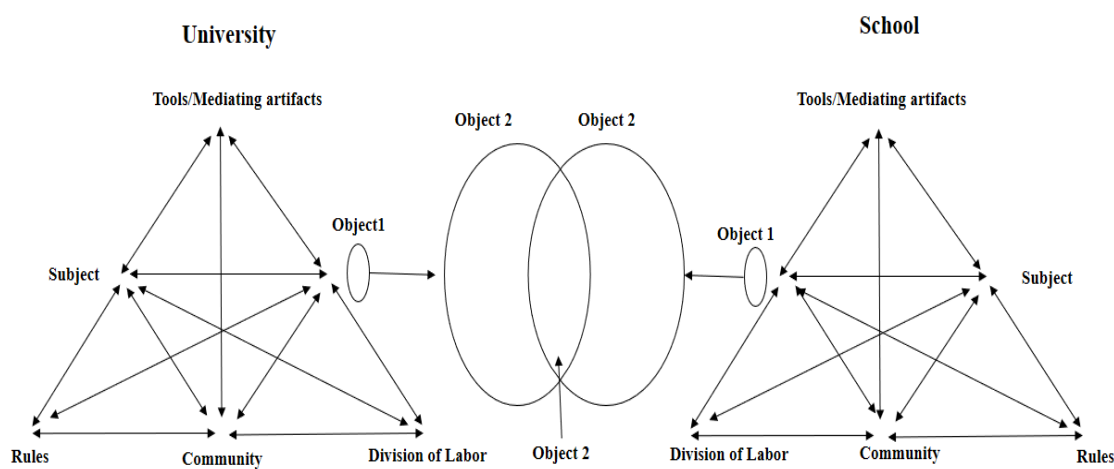 University
School
Tools/Mediating artifacts
Object 2
Object 2
Tools/Mediating artifacts
Object1
Object 1
Subject
Subject
Rules
Community
Division of Labor
Object 2
Division of Labor
Community
Rules